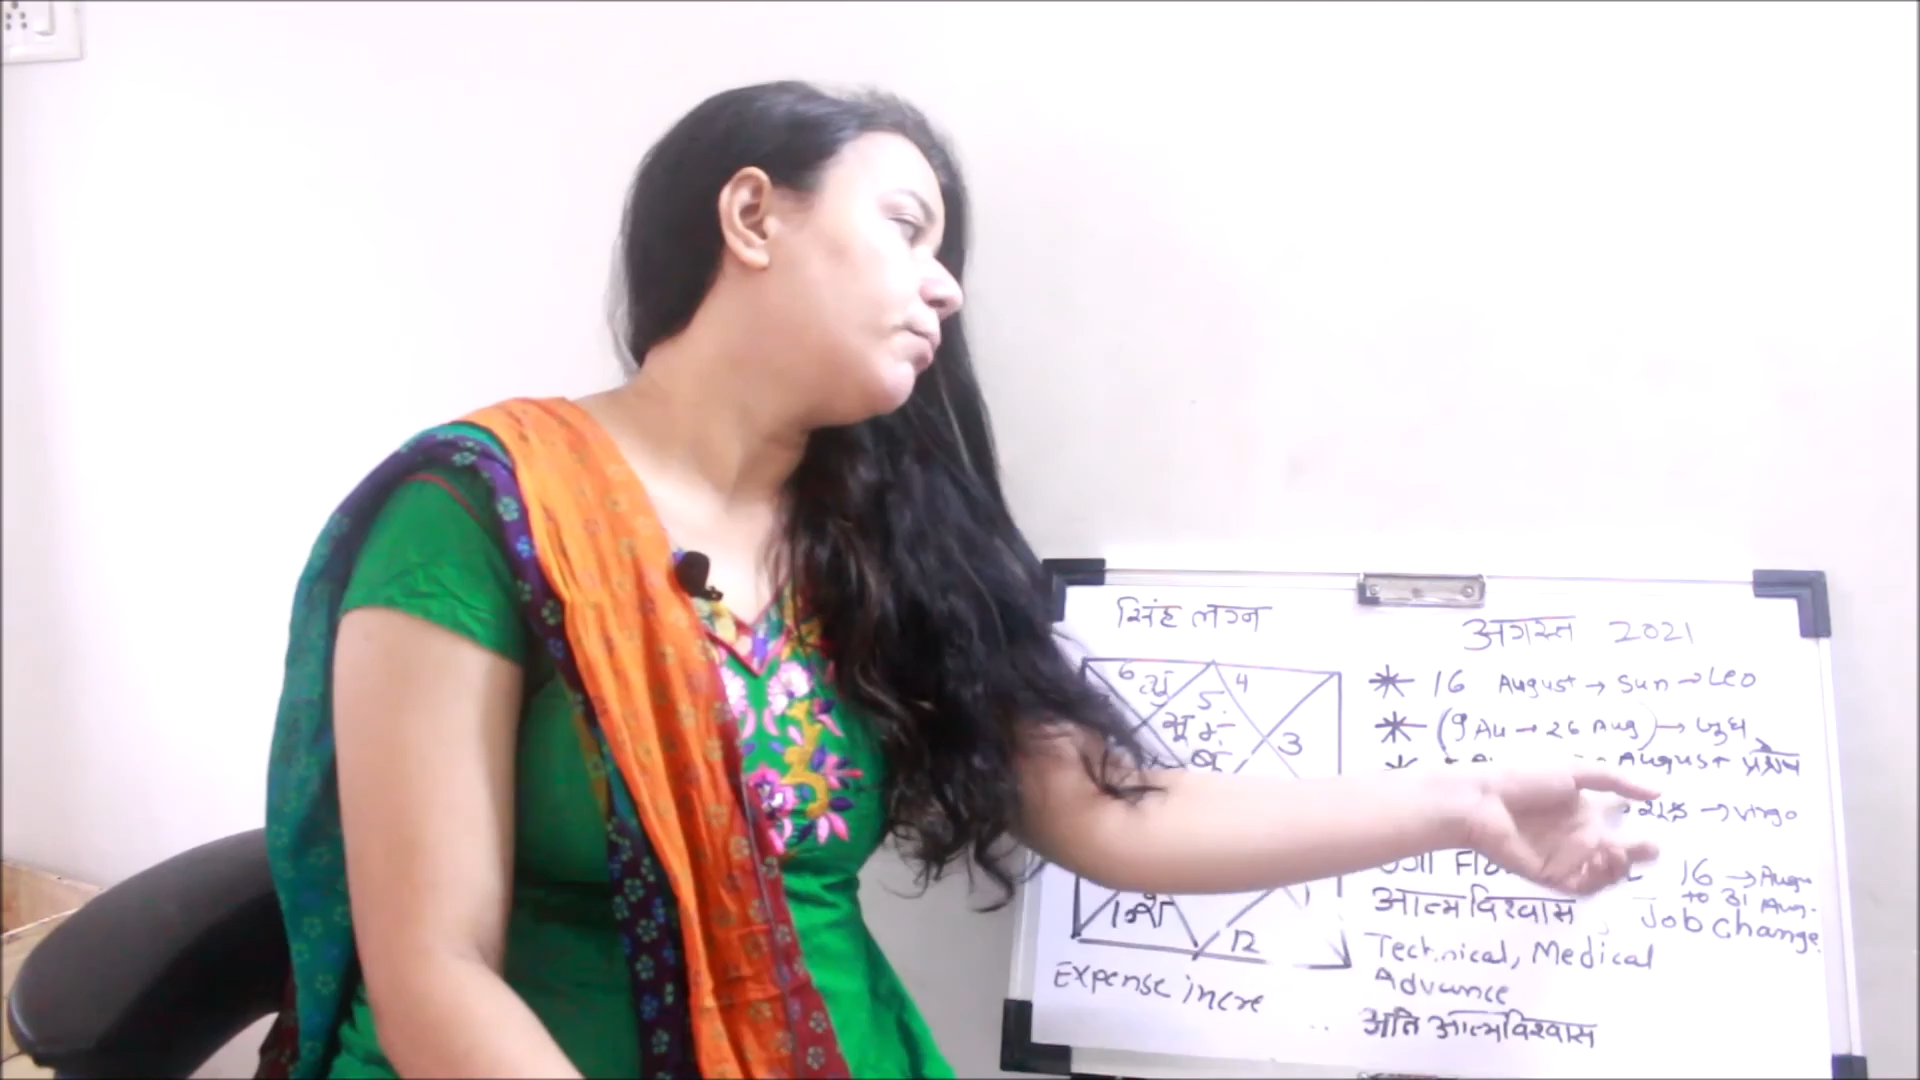 सिंह लग्न
अगस्त 2021
6
शु
5
4
सू मं
बु
3
* 16 August → Sun → Leo
* (9 Au → 26 Aug) → बुध
August प्रवेश
→ Virgo
16 → Augu
to 31 Aug.
आत्मविश्वास , Job Change.
Technical, Medical
Advance
अति आत्मविश्वास
12
Expense incre